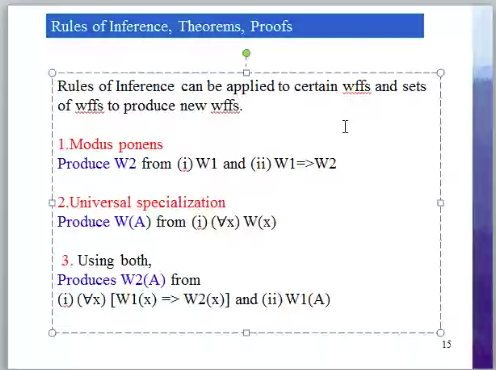 Rules of Inference, Theorems, Proofs
Rules of Inference can be applied to certain wffs and sets
of wffs to produce new wffs.
1.Modus ponens
Produce W2 from (i) W1 and (ii) W1=>W2
2.Universal specialization
Produce W(A) from (i) (∀x) W(x)
3. Using both,
Produces W2(A) from
(i) (∀x) [W1(x) => W2(x)] and (ii) W1(A)
15